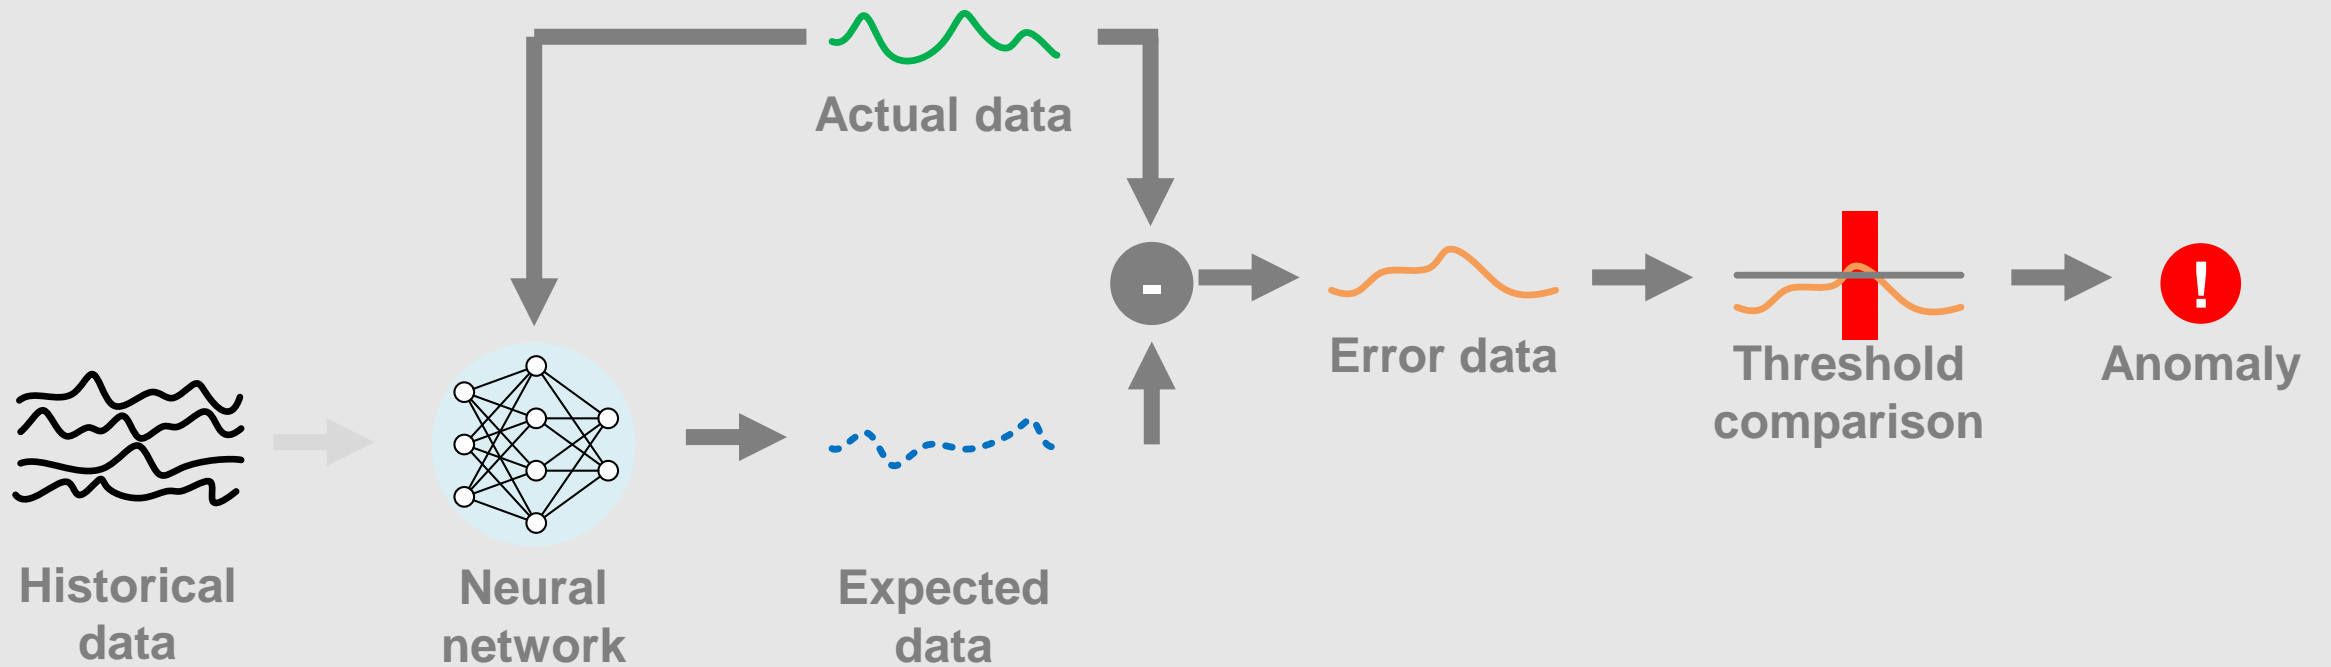 Actual data
-
!
Error data
Threshold
comparison
Anomaly
Historical
data
Neural
network
Expected
data